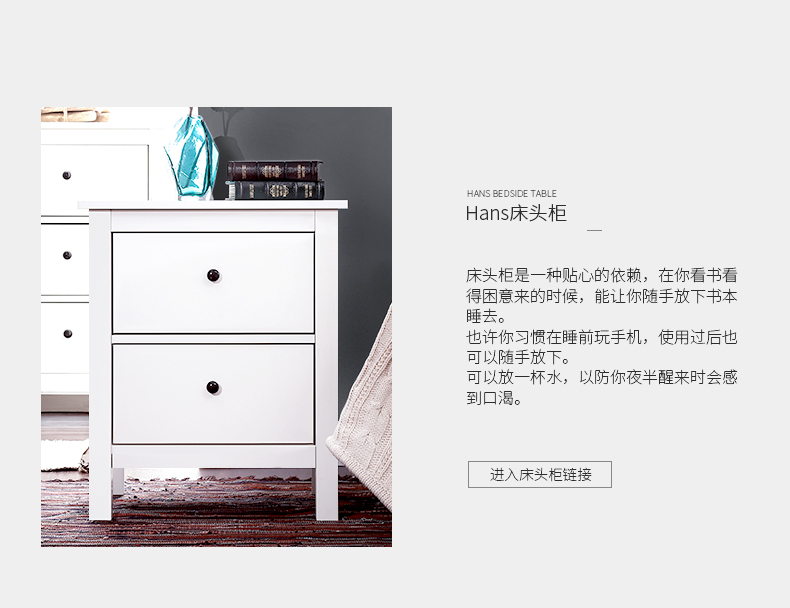 HANS BEDSIDE TABLE
Hans床头柜
床头柜是一种贴心的依赖，在你看书看
得困意来的时候，能让你随手放下书本
睡去。
也许你习惯在睡前玩手机，使用过后也
可以随手放下。
可以放一杯水，以防你夜半醒来时会感
到口渴。
进入床头柜链接